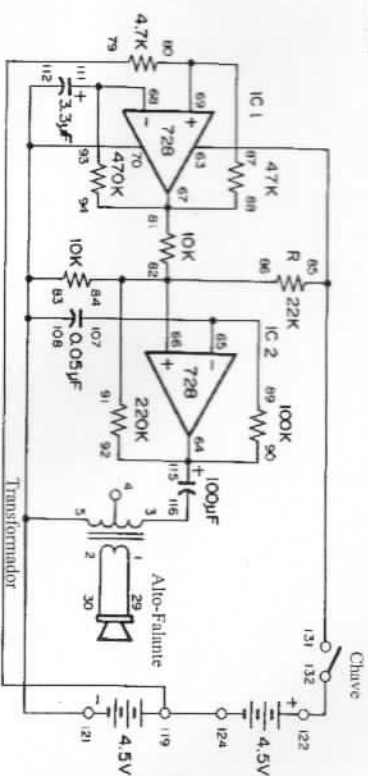 Chave
131
132
IC 1
47K
87
88
R
85
86
22K
IC 2
100K
89
90
4.7K
79
80
69
+
68
-
728
63
70
67
10K
81
82
65
-
66
+
728
64
+
115
116
100µF
111
+
112
3.3µF
93
94
470K
10K
84
83
107
108
0.05µF
91
92
220K
3
4
5
1
2
29
30
Alto-Falante
+
122
4.5V
124
119
-
121
4.5V
Transformador